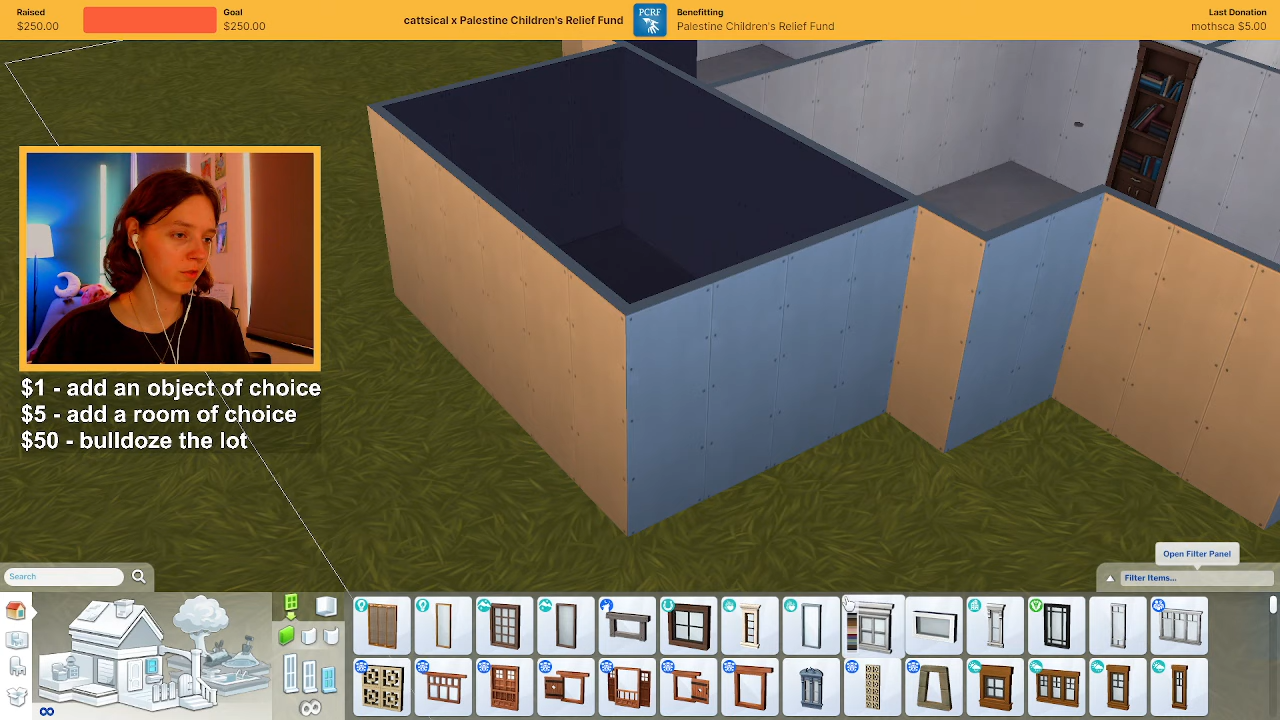 Raised
$250.00
Goal
$250.00
cattsical x Palestine Children's Relief Fund
PCRF
Benefitting
Palestine Children's Relief Fund
Last Donation
mothsca $5.00
$1 - add an object of choice
$5 - add a room of choice
$50 - bulldoze the lot
Open Filter Panel
Search
Filter Items...